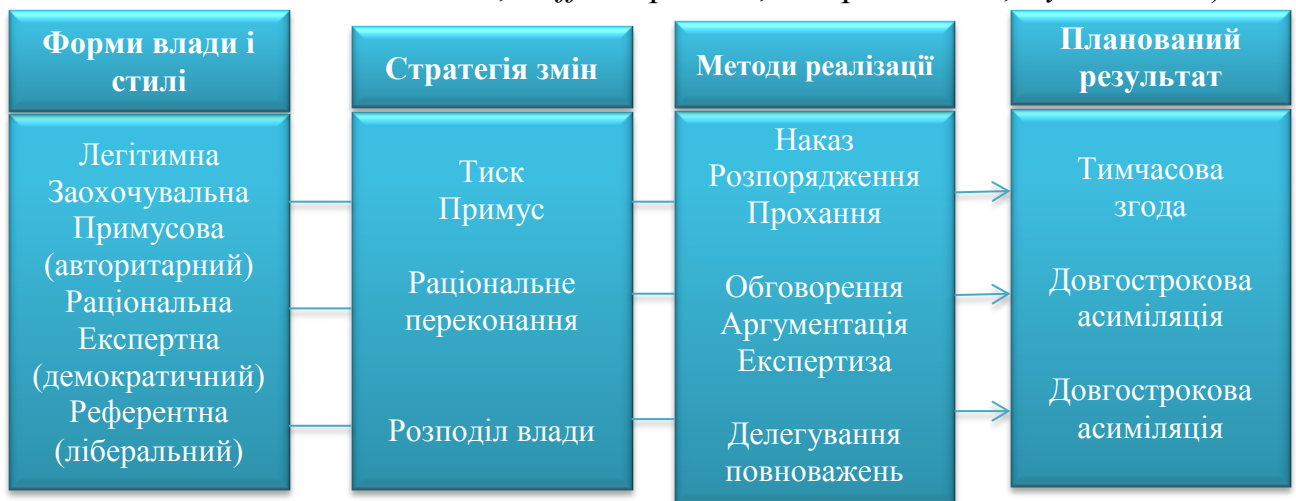 Форми влади і
стилі
Легітимна
Заохочувальна
Примусова
(авторитарний)
Раціональна
Експертна
(демократичний)
Референтна
(ліберальний)
Стратегія змін
Тиск
Примус
Раціональне
переконання
Розподіл влади
Методи реалізації
Наказ
Розпорядження
Прохання
Обговорення
Аргументація
Експертиза
Делегування
повноважень
Планований
результат
Тимчасова
згода
Довгострокова
асиміляція
Довгострокова
асиміляція